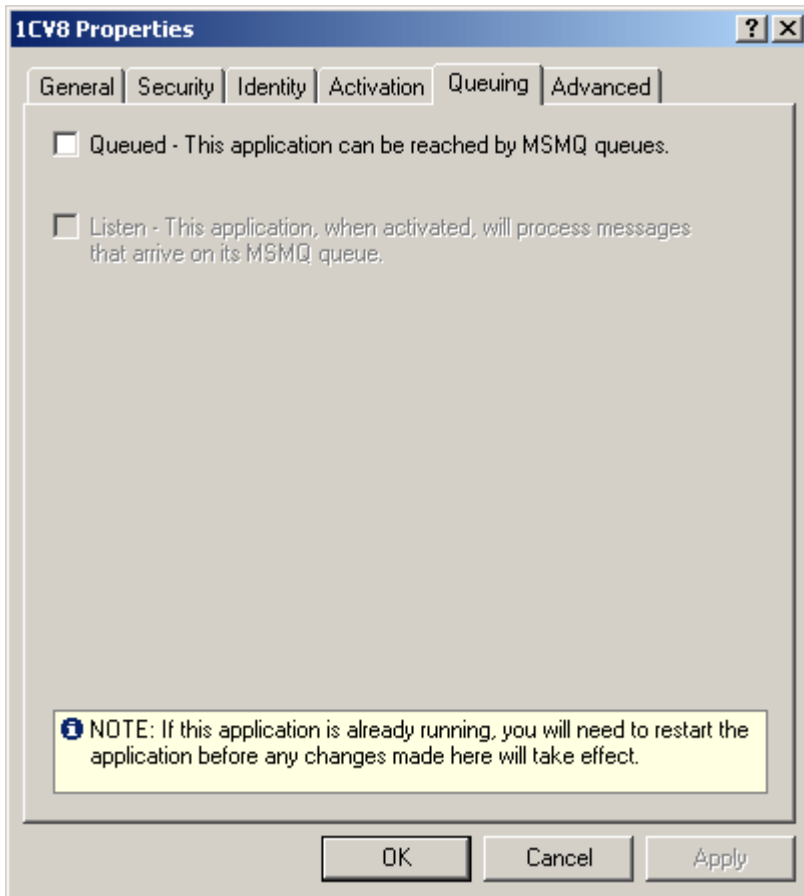 1CV8 Properties
General Security Identity Activation Queuing Advanced
Queued - This application can be reached by MSMQ queues.
Listen - This application, when activated, will process messages
that arrive on its MSMQ queue.
NOTE: If this application is already running, you will need to restart the
application before any changes made here will take effect.
OK Cancel Apply